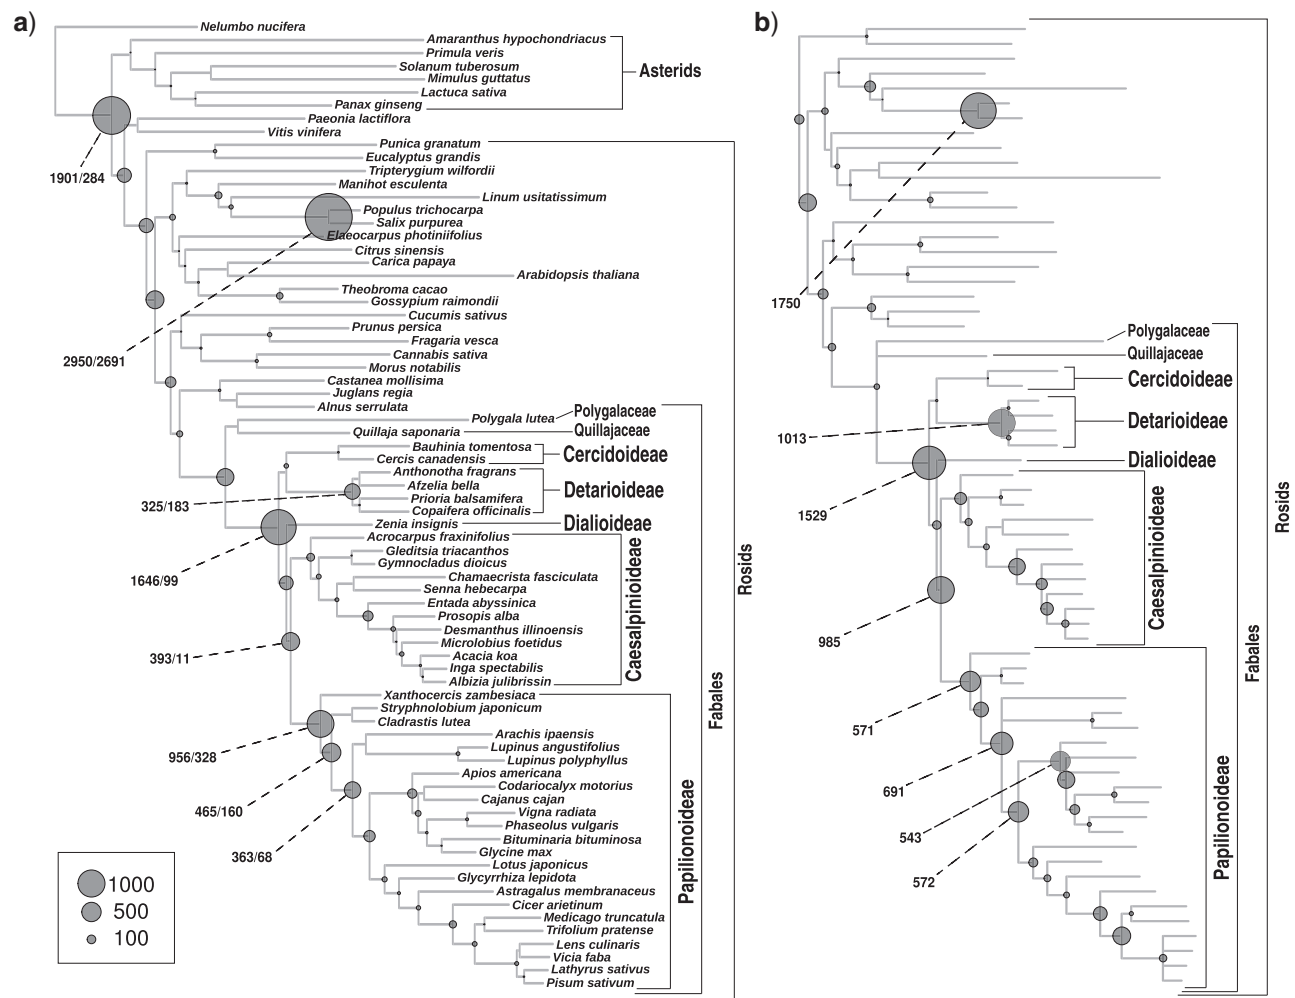 a)
Nelumbo nucifera
Amaranthus hypochondriacus
Primula veris
Solanum tuberosum
Mimulus guttatus
Lactuca sativa
Panax ginseng
Asterids
Paeonia lactiflora
Vitis vinifera
1901/284
Punica granatum
Eucalyptus grandis
Tripterygium wilfordii
Manihot esculenta
Linum usitatissimum
Populus trichocarpa
Salix purpurea
Elaeocarpus photiniifolius
Citrus sinensis
Carica papaya
Arabidopsis thaliana
Theobroma cacao
Gossypium raimondii
Cucumis sativus
Prunus persica
Fragaria vesca
2950/2691
Cannabis sativa
Morus notabilis
Castanea mollisima
Juglans regia
Alnus serrulata
Polygala lutea
Polygalaceae
Quillaja saponaria
Quillajaceae
Bauhinia tomentosa
Cercis canadensis
Cercidoideae
Anthonotha fragrans
Afzelia bella
Prioria balsamifera
Copaifera officinalis
Detarioideae
325/183
Zenia insignis
Dialioideae
Acrocarpus fraxinifolius
Gleditsia triacanthos
Gymnocladus dioicus
Chamaecrista fasciculata
Senna hebecarpa
Entada abyssinica
Prosopis alba
Desmanthus illinoensis
Microlobius foetidus
Acacia koa
Inga spectabilis
Albizia julibrissin
Caesalpinioideae
1646/99
393/11
Xanthocercis zambesiaca
Stryphnolobium japonicum
Cladrastis lutea
956/328
Arachis ipaensis
Lupinus angustifolius
Lupinus polyphyllus
Apios americana
Codariocalyx motorius
Cajanus cajan
465/160
Vigna radiata
Phaseolus vulgaris
Bituminaria bituminosa
Glycine max
363/68
Lotus japonicus
Glycyrrhiza lepidota
Astragalus membranaceus
Cicer arietinum
Medicago truncatula
Trifolium pratense
Lens culinaris
Vicia faba
Lathyrus sativus
Pisum sativum
Papilionoideae
Fabales
Rosids
1000
500
100
b)
1750
Polygalaceae
Quillajaceae
Cercidoideae
Detarioideae
1013
Dialioideae
1529
Caesalpinioideae
985
571
691
543
572
Papilionoideae
Fabales
Rosids